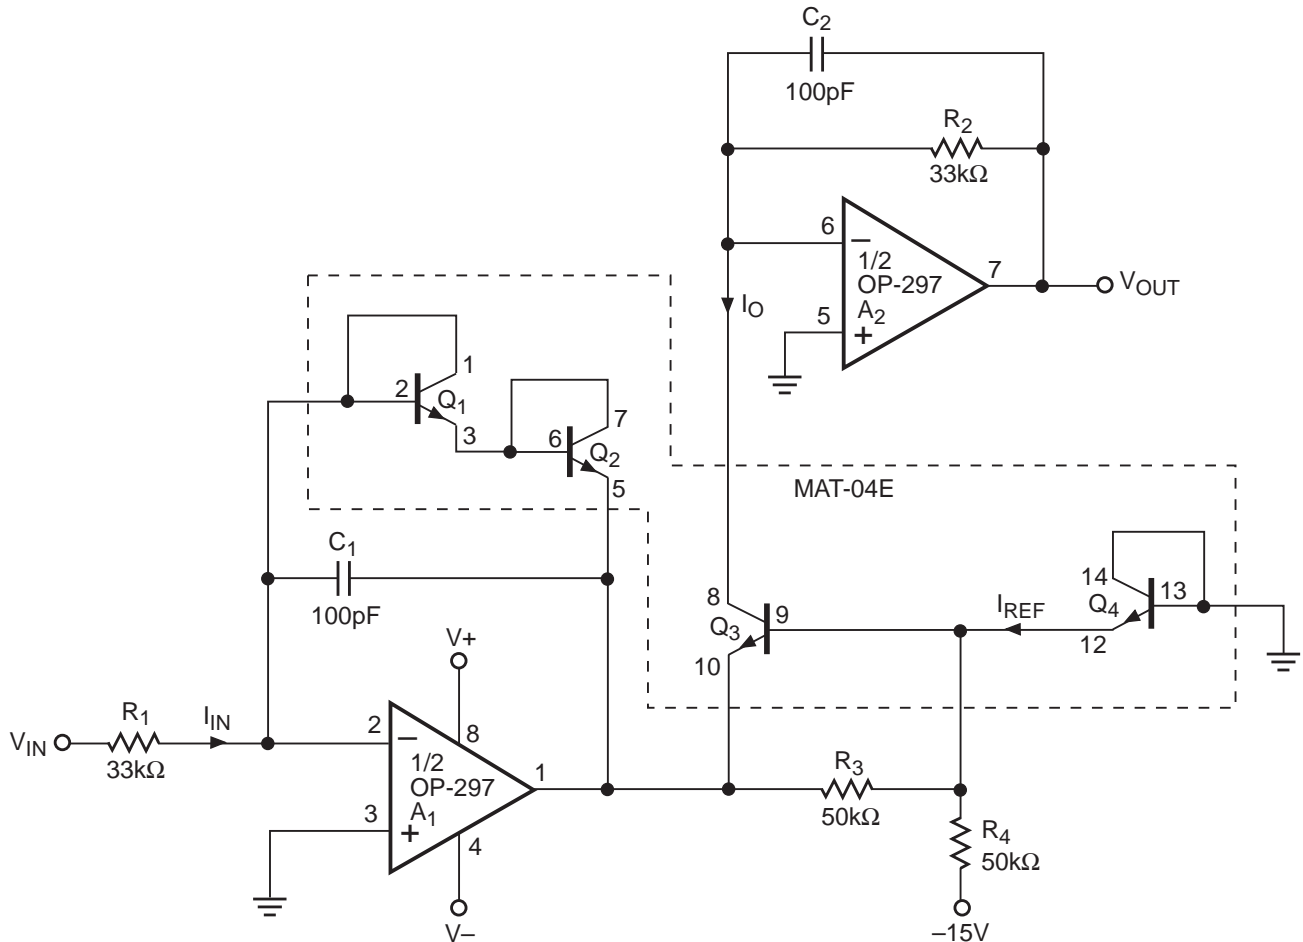 C2
100pF
R2
33kΩ
6
–
1/2
OP-297
A2
7
VOUT
IO
5
+
1
2
Q1
3
7
6
Q2
5
MAT-04E
C1
100pF
8
9
Q3
10
IREF
14
13
Q4
12
V+
R1
IIN
VIN
33kΩ
2
–
8
1/2
OP-297
A1
1
3
+
4
V–
R3
50kΩ
R4
50kΩ
–15V